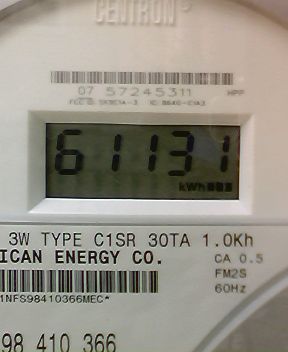 CENTRON
07 57245311 HPP
61131
kWh
3W TYPE C1SR 30TA 1.0Kh
ICAN ENERGY CO. CA 0.5
FM2S
1NFS98410366MEC* 60Hz
98 410 366